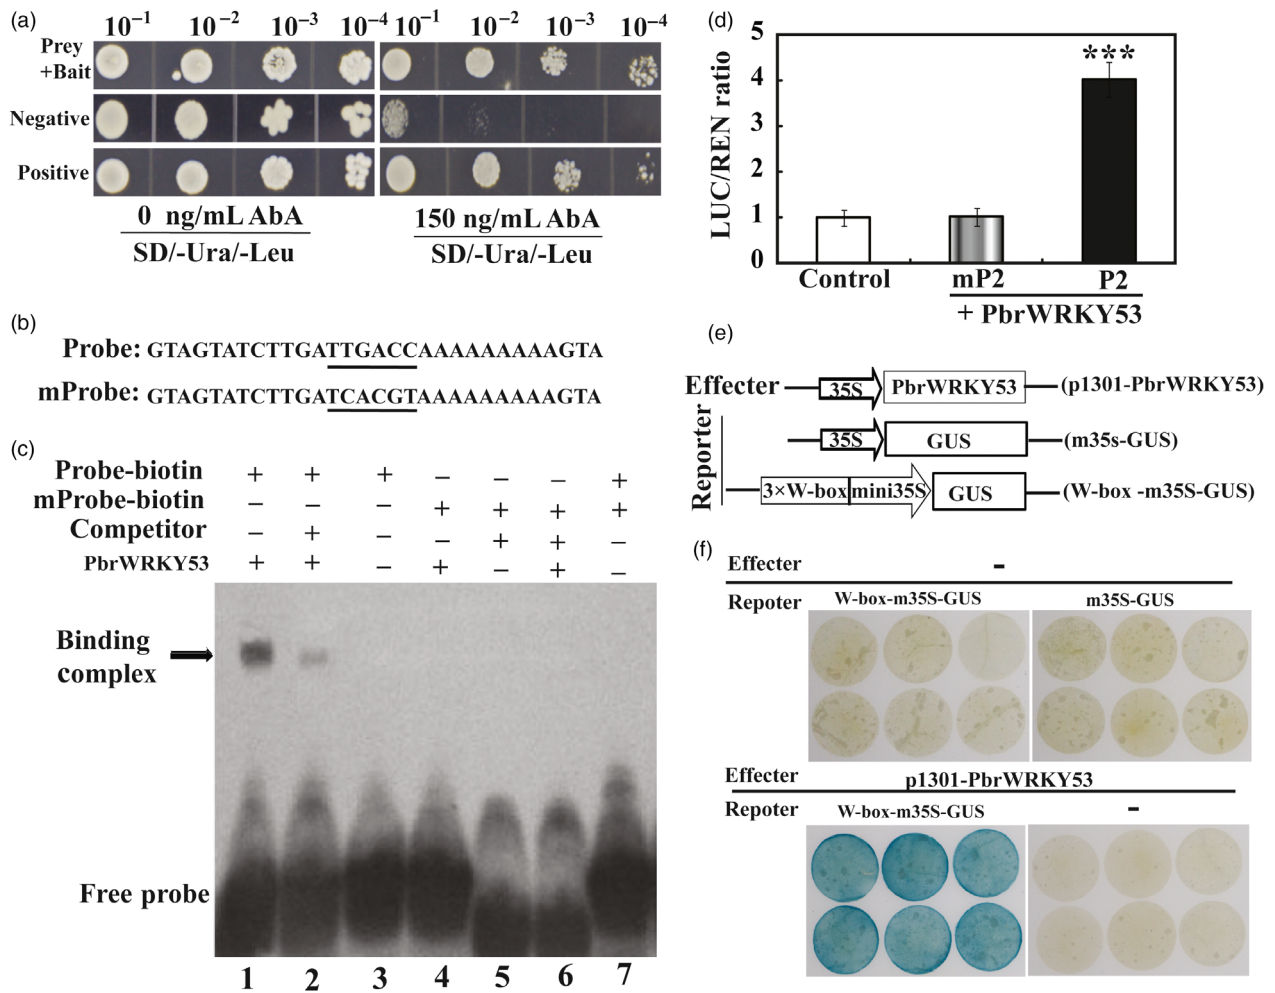 (a)
10⁻¹ 10⁻² 10⁻³ 10⁻⁴ 10⁻¹ 10⁻² 10⁻³ 10⁻⁴
Prey
+Bait
Negative
Positive
0 ng/mL AbA 150 ng/mL AbA
SD/-Ura/-Leu SD/-Ura/-Leu
(b)
Probe: GTAGTATCTTGATTGACCAAAAAAAAAGTA
mProbe: GTAGTATCTTGATCACGTAAAAAAAAAGTA
(c)
Probe-biotin + + + – – – +
mProbe-biotin – – – + + + +
Competitor – + – – + + –
PbrWRKY53 + + – + – + –
Binding
complex
Free probe
1 2 3 4 5 6 7
(d)
LUC/REN ratio
5
4
3
2
1
0
***
Control mP2 P2
+ PbrWRKY53
(e)
Effecter 35S PbrWRKY53 (p1301-PbrWRKY53)
Reporter
35S GUS (m35s-GUS)
3×W-box mini35S GUS (W-box -m35S-GUS)
(f)
Effecter –
Repoter W-box-m35S-GUS m35S-GUS
Effecter p1301-PbrWRKY53
Repoter W-box-m35S-GUS –